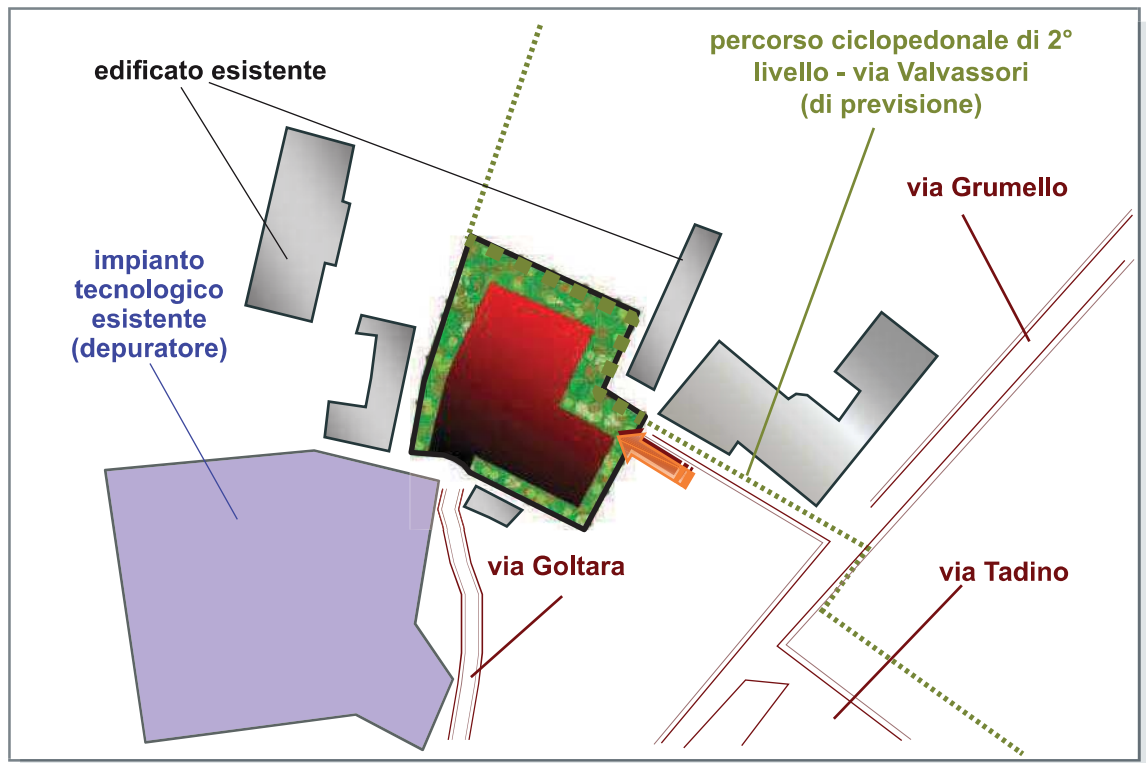 percorso ciclopedonale di 2°
livello - via Valvassori
(di previsione)
edificato esistente
via Grumello
impianto
tecnologico
esistente
(depuratore)
via Goltara
via Tadino